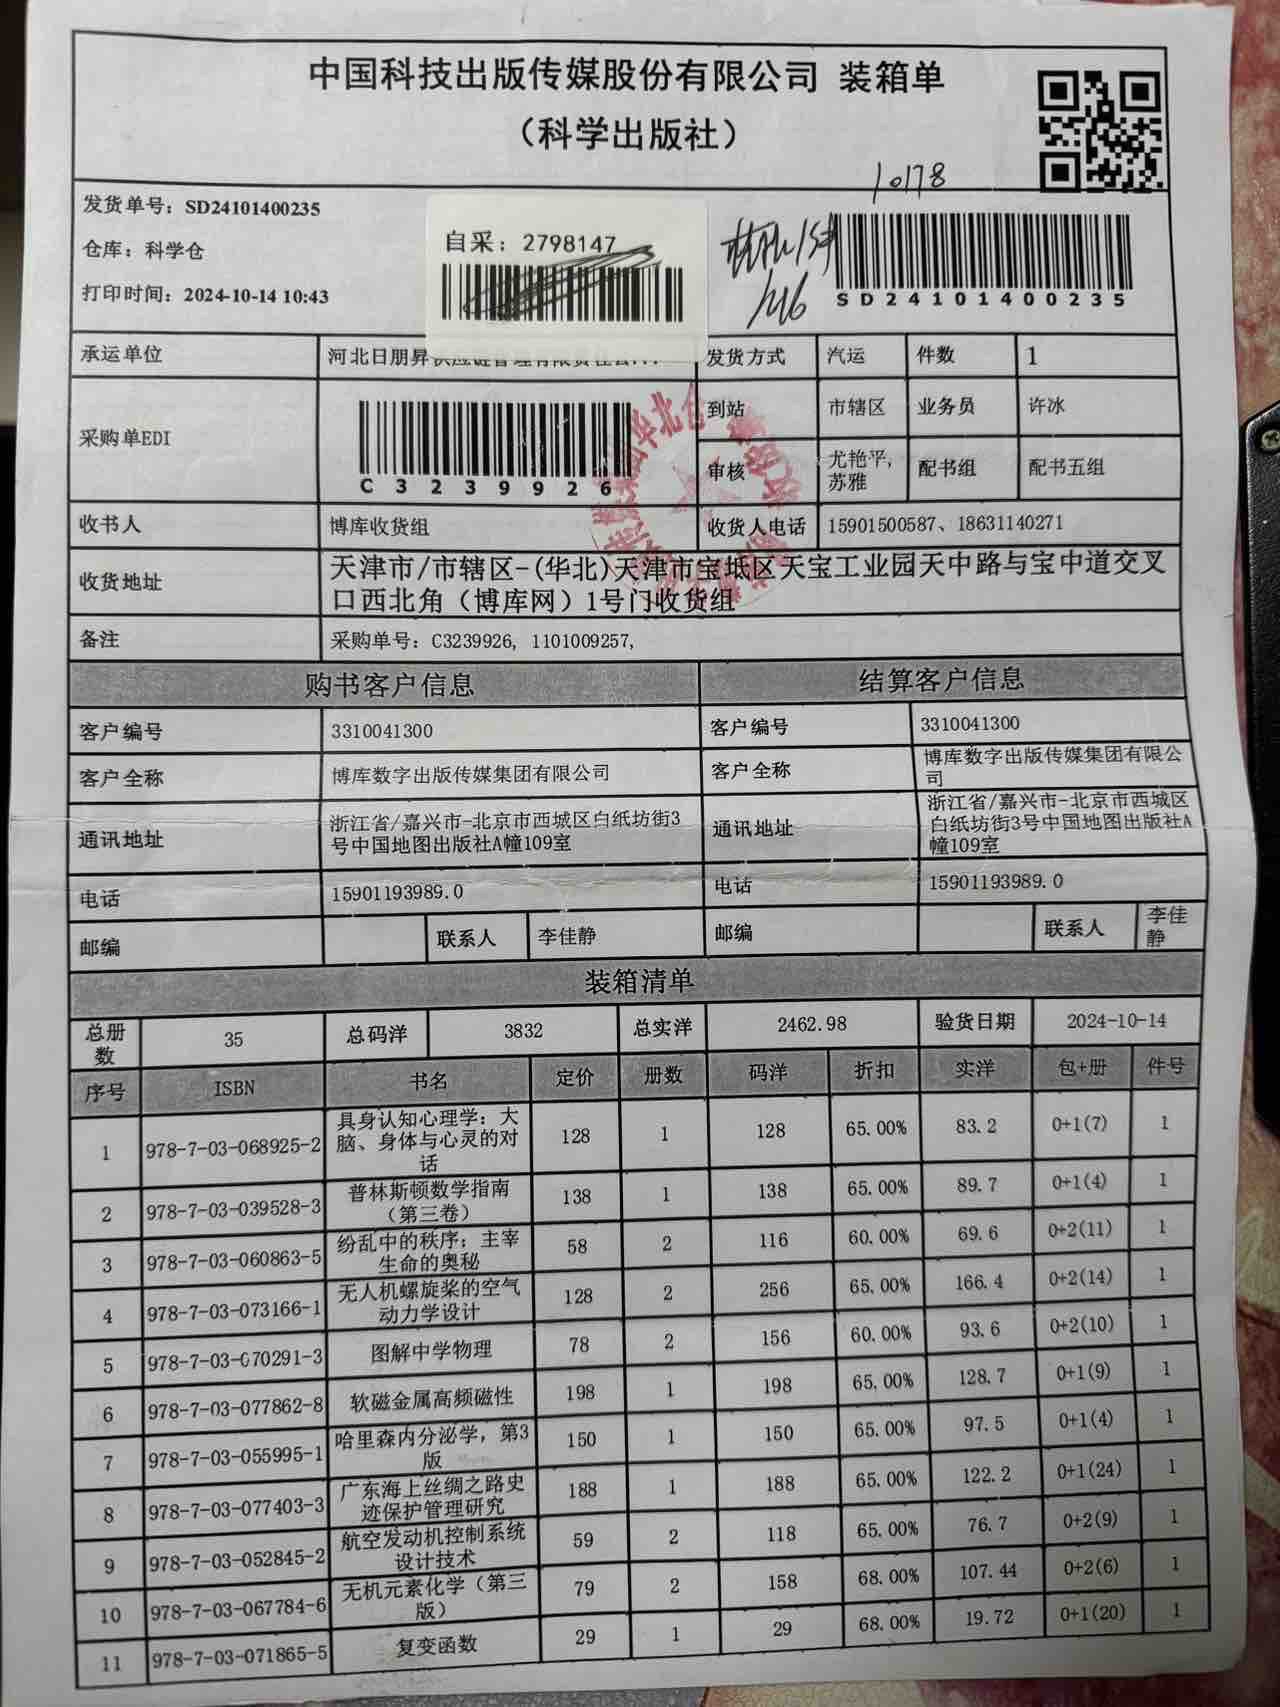 中国科技出版传媒股份有限公司 装箱单
（科学出版社）
10178
发货单号：SD24101400235
仓库：科学仓
打印时间：2024-10-14 10:43
自采：2798147
SD24101400235
承运单位 河北日朋昇供应链管理有限责任公 发货方式 汽运 件数 1
采购单EDI C3239926 到站 市辖区 业务员 许冰
审核 尤艳平,
苏雅 配书组 配书五组
收书人 博库收货组 收货人电话 15901500587、18631140271
收货地址 天津市/市辖区-(华北)天津市宝坻区天宝工业园天中路与宝中道交叉
口西北角（博库网）1号门收货组
备注 采购单号：C3239926, 1101009257,
购书客户信息 结算客户信息
客户编号 3310041300 客户编号 3310041300
客户全称 博库数字出版传媒集团有限公司 客户全称 博库数字出版传媒集团有限公
司
通讯地址 浙江省/嘉兴市-北京市西城区白纸坊街3
号中国地图出版社A幢109室
通讯地址 浙江省/嘉兴市-北京市西城区
白纸坊街3号中国地图出版社A
幢109室
电话 15901193989.0 电话 15901193989.0
邮编 联系人 李佳静 邮编 联系人 李佳
静
装箱清单
总册
数 35 总码洋 3832 总实洋 2462.98 验货日期 2024-10-14
序号 ISBN 书名 定价 册数 码洋 折扣 实洋 包+册 件号
1 978-7-03-068925-2 具身认知心理学：大
脑、身体与心灵的对
话 128 1 128 65.00% 83.2 0+1(7) 1
2 978-7-03-039528-3 普林斯顿数学指南
（第三卷） 138 1 138 65.00% 89.7 0+1(4) 1
3 978-7-03-060863-5 纷乱中的秩序：主宰
生命的奥秘 58 2 116 60.00% 69.6 0+2(11) 1
4 978-7-03-073166-1 无人机螺旋桨的空气
动力学设计 128 2 256 65.00% 166.4 0+2(14) 1
5 978-7-03-070291-3 图解中学物理 78 2 156 60.00% 93.6 0+2(10) 1
6 978-7-03-077862-8 软磁金属高频磁性 198 1 198 65.00% 128.7 0+1(9) 1
7 978-7-03-055995-1 哈里森内分泌学，第3
版 150 1 150 65.00% 97.5 0+1(4) 1
8 978-7-03-077403-3 广东海上丝绸之路史
迹保护管理研究 188 1 188 65.00% 122.2 0+1(24) 1
9 978-7-03-052845-2 航空发动机控制系统
设计技术 59 2 118 65.00% 76.7 0+2(9) 1
10 978-7-03-067784-6 无机元素化学（第三
版） 79 2 158 68.00% 107.44 0+2(6) 1
11 978-7-03-071865-5 复变函数 29 1 29 68.00% 19.72 0+1(20) 1